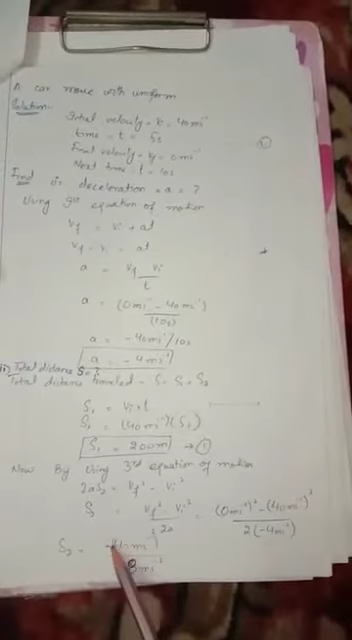 A car move with uniform
Solution:
Initial velocity = Vi = 40ms⁻¹
time = t = 5s
Final velocity = Vf = 0ms⁻¹
Next time = t = 10s
Find i) deceleration = a = ?
Using 1st equation of motion
Vf = Vi + at
Vf - Vi = at
a = Vf - Vi / t
a = (0ms⁻¹ - 40ms⁻¹) / (10s)
a = -40ms⁻¹/10s
a = -4ms⁻²
ii) Total distance S = ?
Total distance traveled = S = S₁ + S₂
S₁ = Vi × t
S₁ = (40ms⁻¹)(5s)
S₁ = 200m → ①
Now By Using 3rd equation of motion
2aS₂ = Vf² - Vi²
S₂ = Vf² - Vi² / 2a = (0ms⁻¹)² - (40ms⁻¹)² / 2(-4ms⁻²)
S₂ =
8ms⁻²